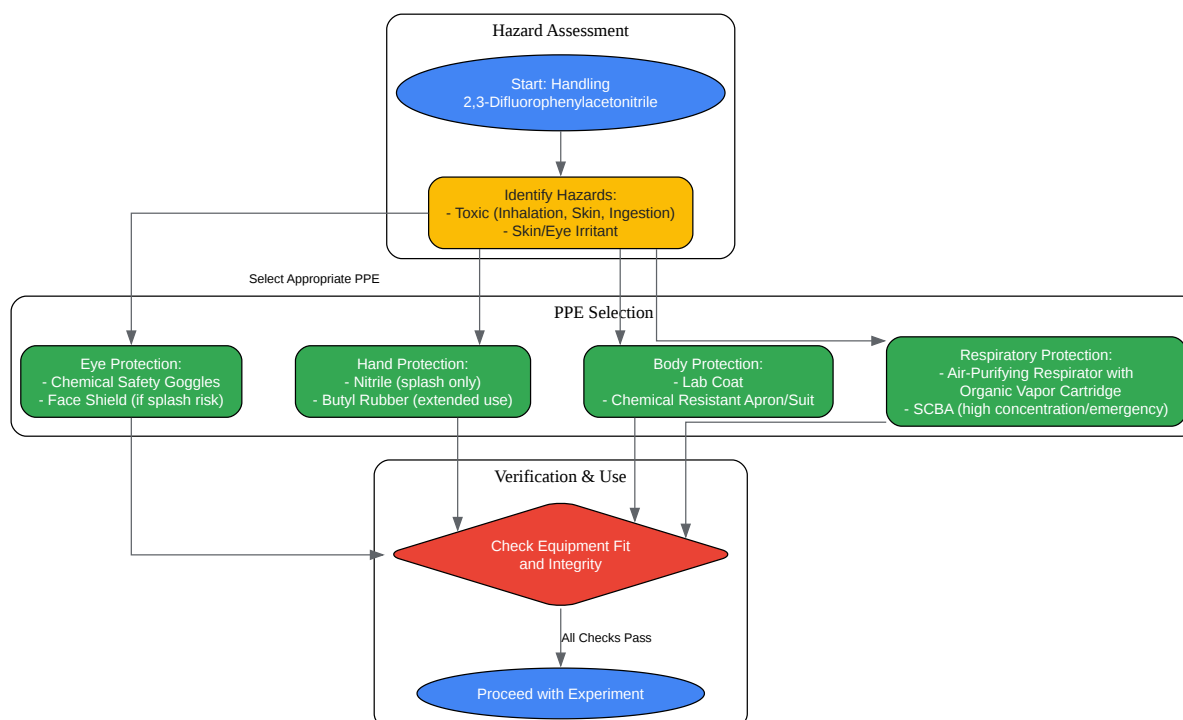 Hazard Assessment
Start: Handling
2,3-Difluorophenylacetonitrile
Identify Hazards:
- Toxic (Inhalation, Skin, Ingestion)
- Skin/Eye Irritant
Select Appropriate PPE
PPE Selection
Eye Protection:
- Chemical Safety Goggles
- Face Shield (if splash risk)
Hand Protection:
- Nitrile (splash only)
- Butyl Rubber (extended use)
Body Protection:
- Lab Coat
- Chemical Resistant Apron/Suit
Respiratory Protection:
- Air-Purifying Respirator with
Organic Vapor Cartridge
- SCBA (high concentration/emergency)
Verification & Use
Check Equipment Fit
and Integrity
All Checks Pass
Proceed with Experiment